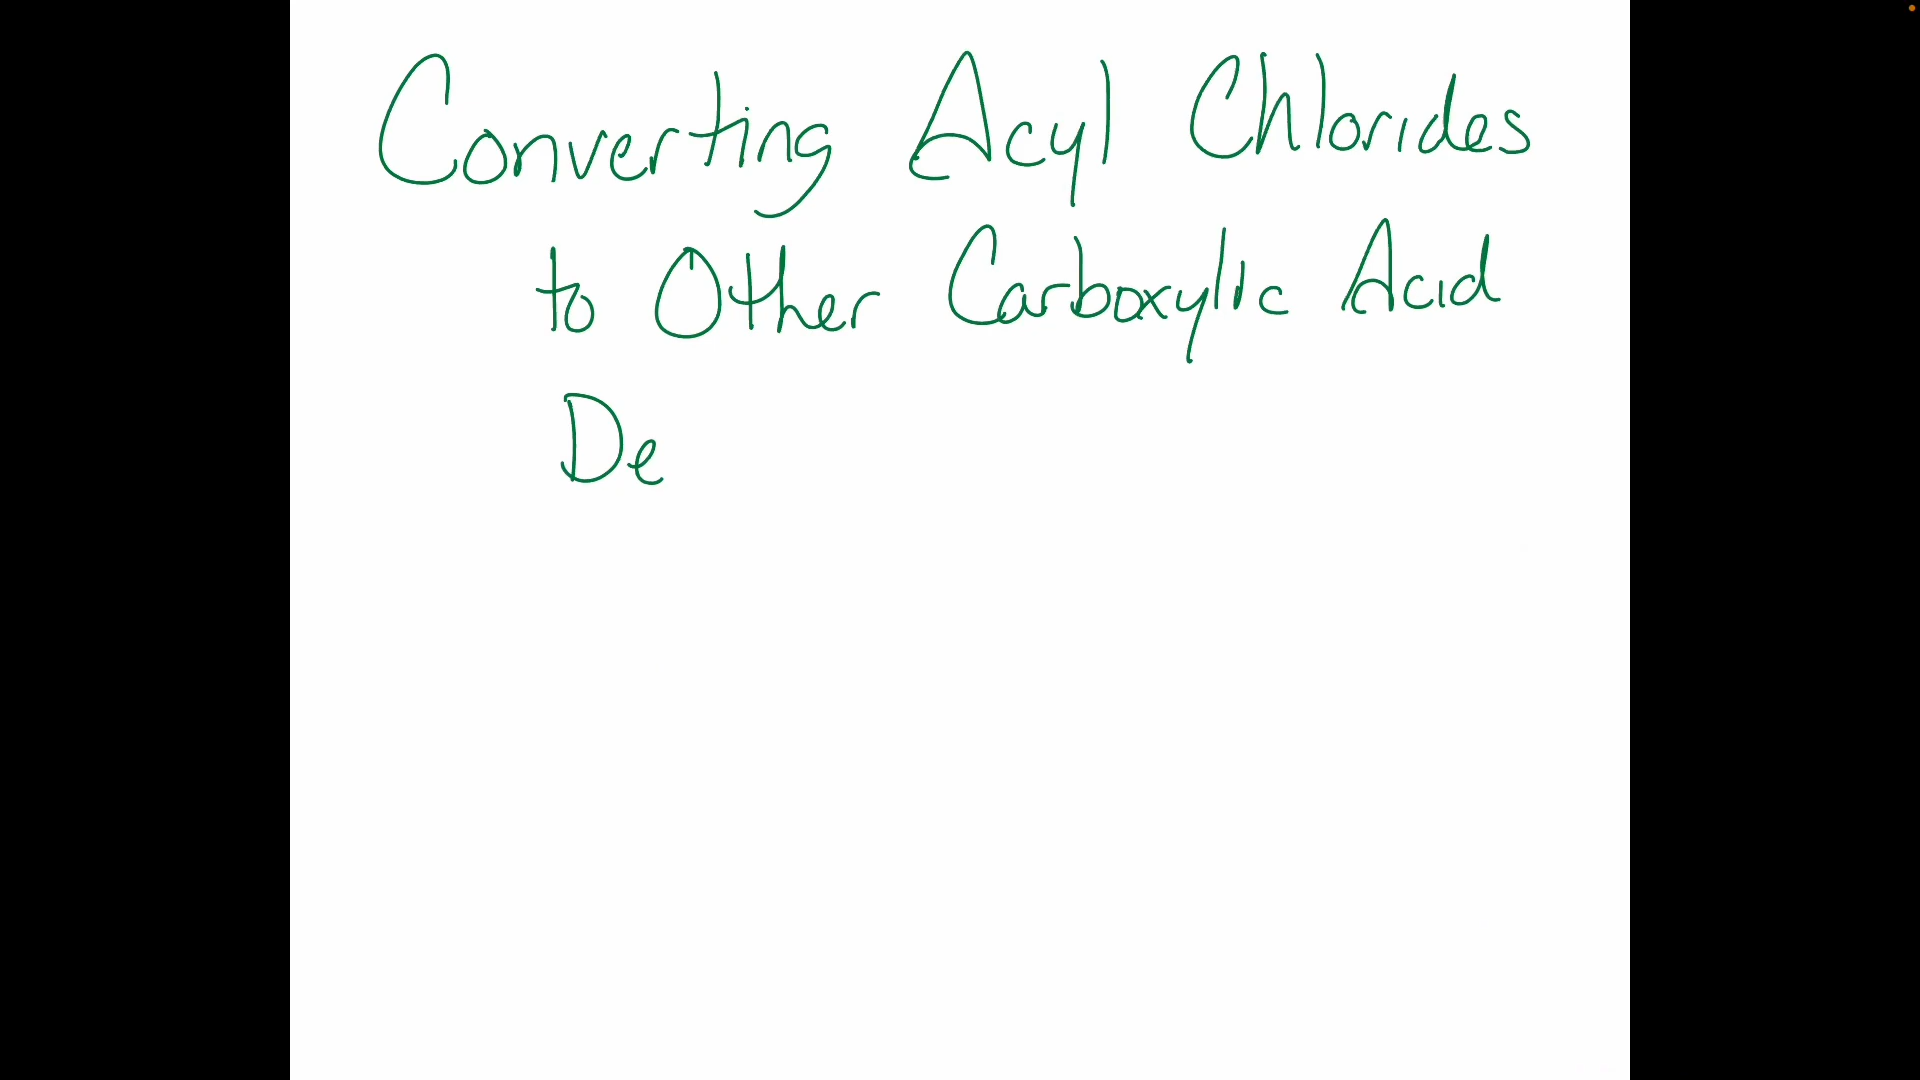 Converting Acyl Chlorides
to Other Carboxylic Acid
De